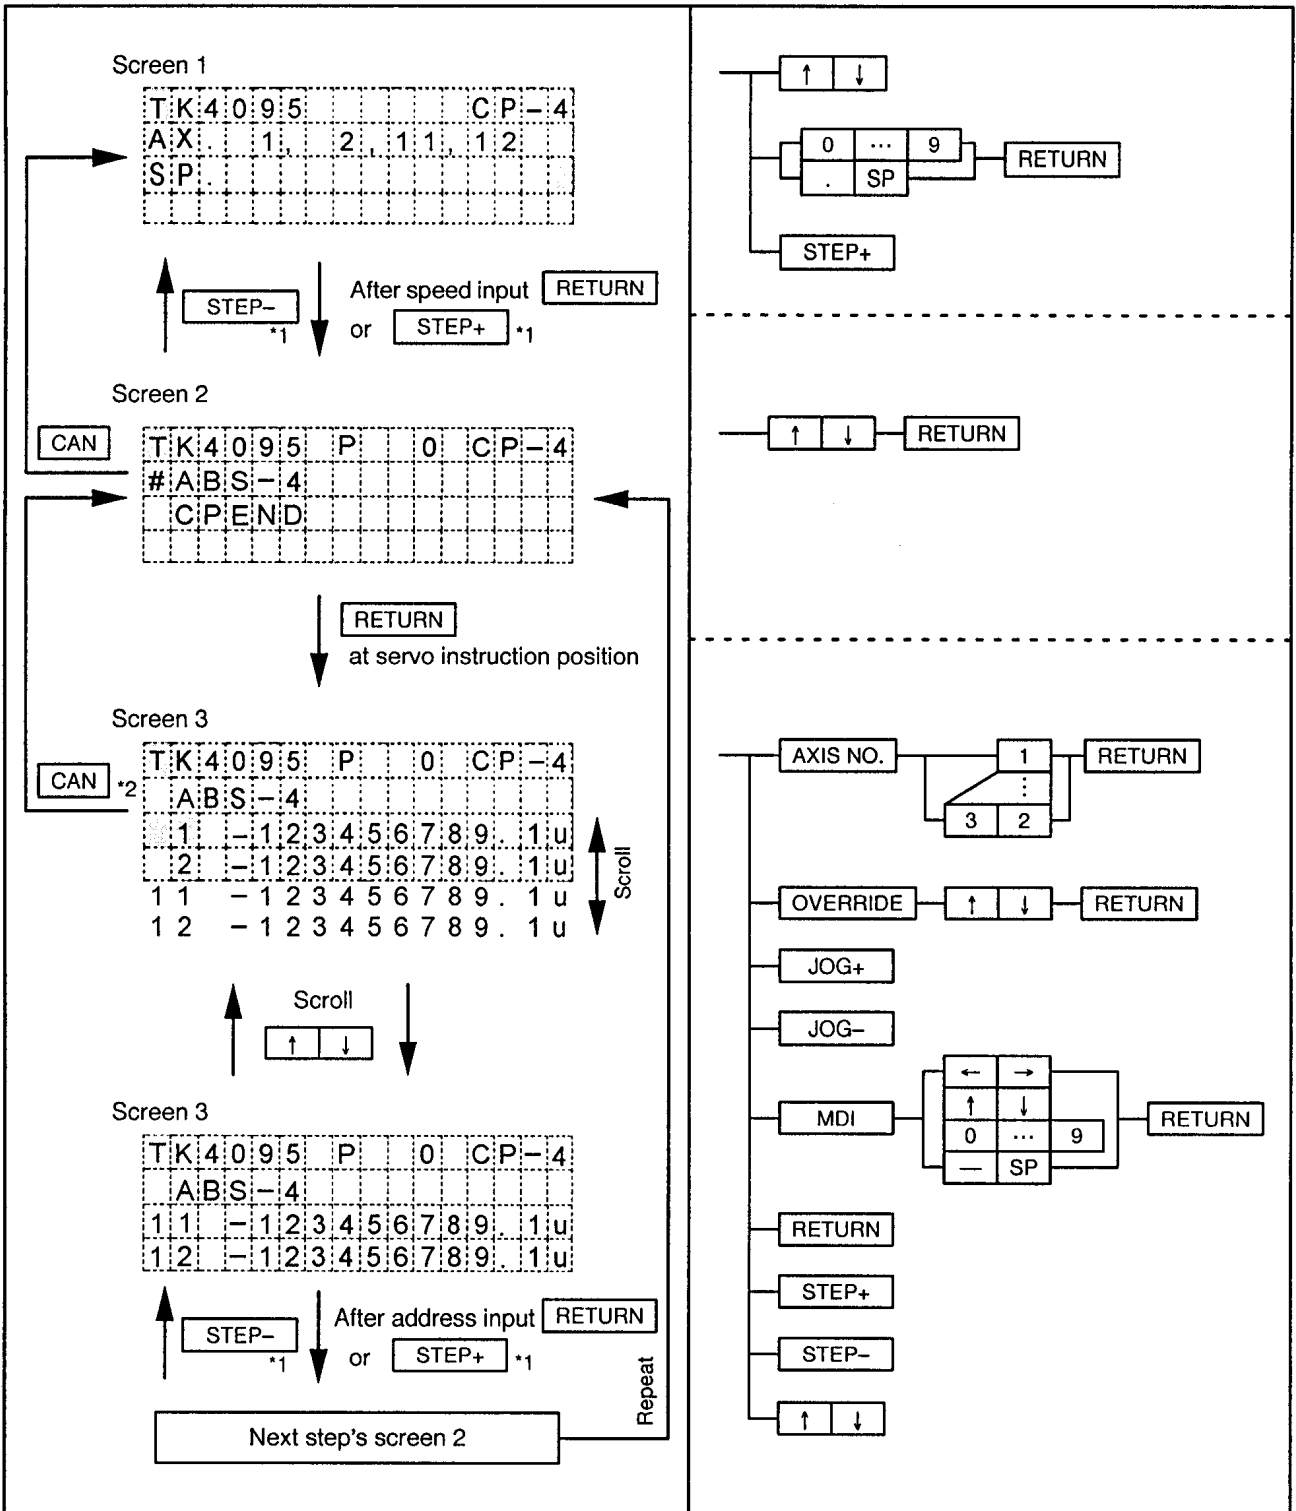 Screen 1
TK4095 CP-4
AX. 1, 2,11,12
SP.
STEP–
*1
After speed input RETURN
or STEP+ *1
Screen 2
CAN
TK4095 P 0 CP-4
#ABS-4
CPEND
RETURN
at servo instruction position
Screen 3
CAN *2
TK4095 P 0 CP-4
ABS-4
1 -123456789.1u
2 -123456789.1u
11 -123456789.1u
12 -123456789.1u
Scroll
Scroll
↑ ↓
Screen 3
TK4095 P 0 CP-4
ABS-4
11 -123456789.1u
12 -123456789.1u
STEP–
*1
After address input RETURN
or STEP+ *1
Repeat
Next step's screen 2
↑ ↓
0 ... 9
. SP
RETURN
STEP+
↑ ↓ RETURN
AXIS NO. 1 RETURN
⋮
3 2
OVERRIDE ↑ ↓ RETURN
JOG+
JOG–
← →
↑ ↓
MDI RETURN
0 ... 9
— SP
RETURN
STEP+
STEP–
↑ ↓